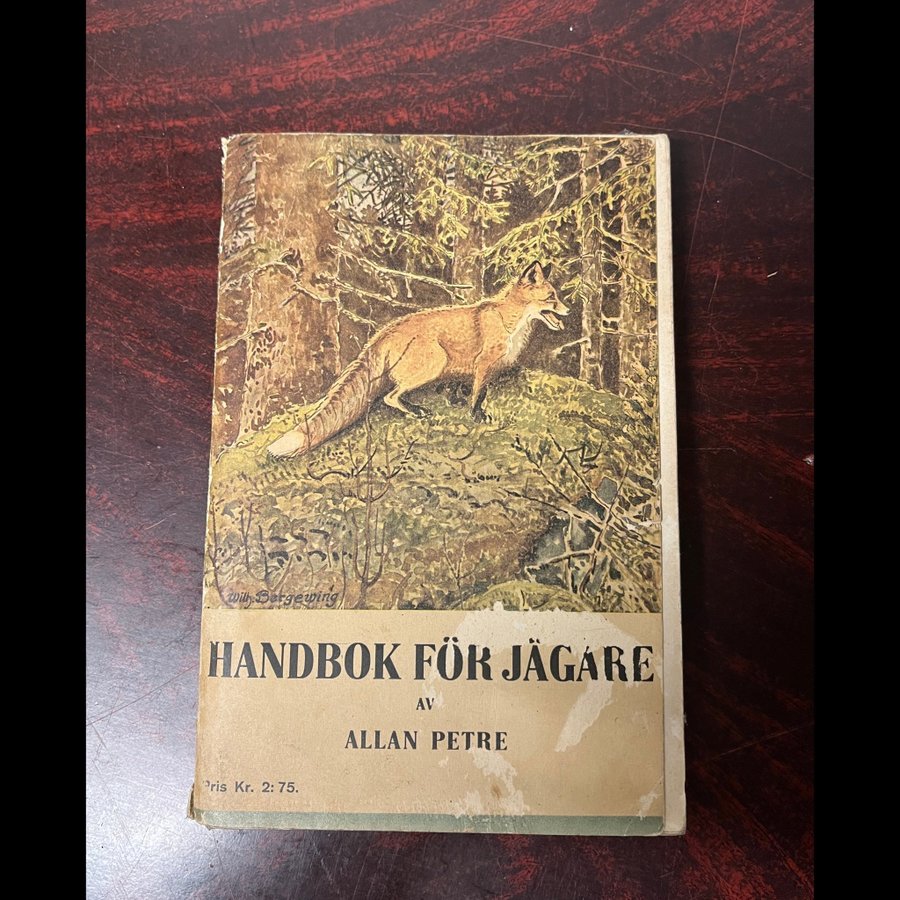 Wilh. Bergewing
HANDBOK FÖR JÄGARE
AV
ALLAN PETRE
Pris Kr. 2: 75.